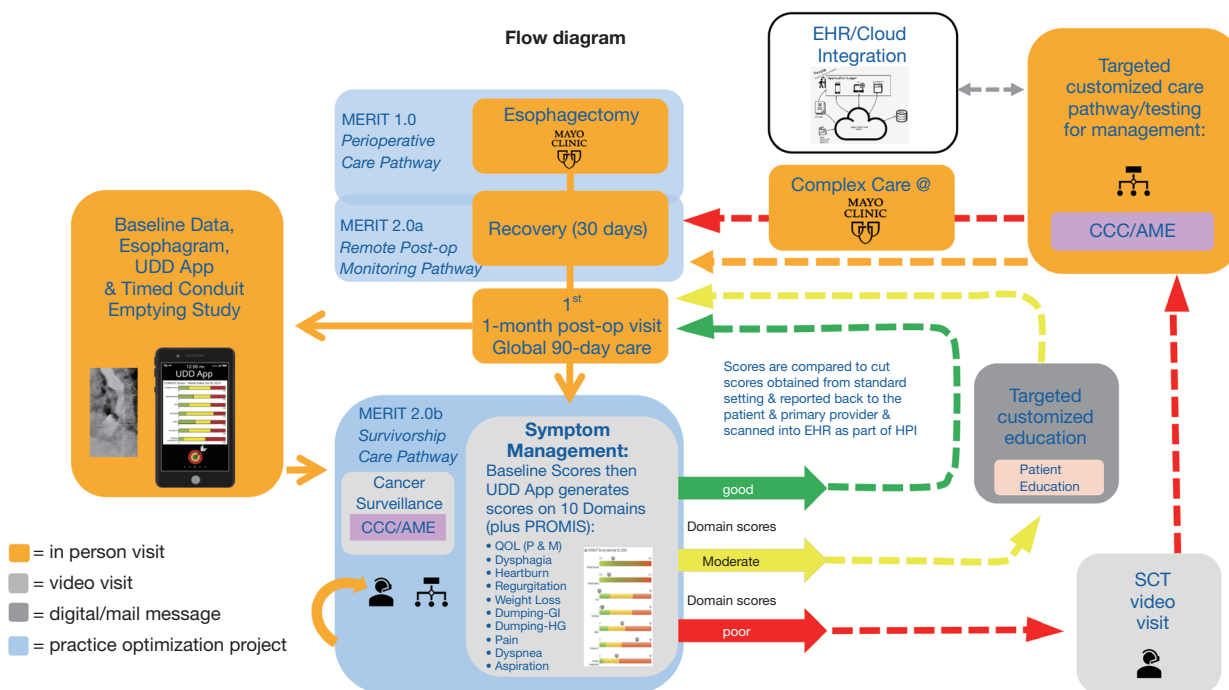 Flow diagram
EHR/Cloud
Integration
Targeted
customized care
pathway/testing
for management:
CCC/AME
MERIT 1.0
Perioperative
Care Pathway
Esophagectomy
MAYO
CLINIC
Complex Care @
MAYO
CLINIC
MERIT 2.0a
Remote Post-op
Monitoring Pathway
Recovery (30 days)
1st
1-month post-op visit
Global 90-day care
Baseline Data,
Esophagram,
UDD App
& Timed Conduit
Emptying Study
UDD App
Scores are compared to cut
scores obtained from standard
setting & reported back to the
patient & primary provider &
scanned into EHR as part of HPI
Targeted
customized
education
Patient
Education
MERIT 2.0b
Survivorship
Care Pathway
Cancer
Surveillance
CCC/AME
Symptom
Management:
Baseline Scores then
UDD App generates
scores on 10 Domains
(plus PROMIS):
• QOL (P & M)
• Dysphagia
• Heartburn
• Regurgitation
• Weight Loss
• Dumping-GI
• Dumping-HG
• Pain
• Dyspnea
• Aspiration
good
Domain scores
Moderate
Domain scores
poor
SCT
video
visit
= in person visit
= video visit
= digital/mail message
= practice optimization project